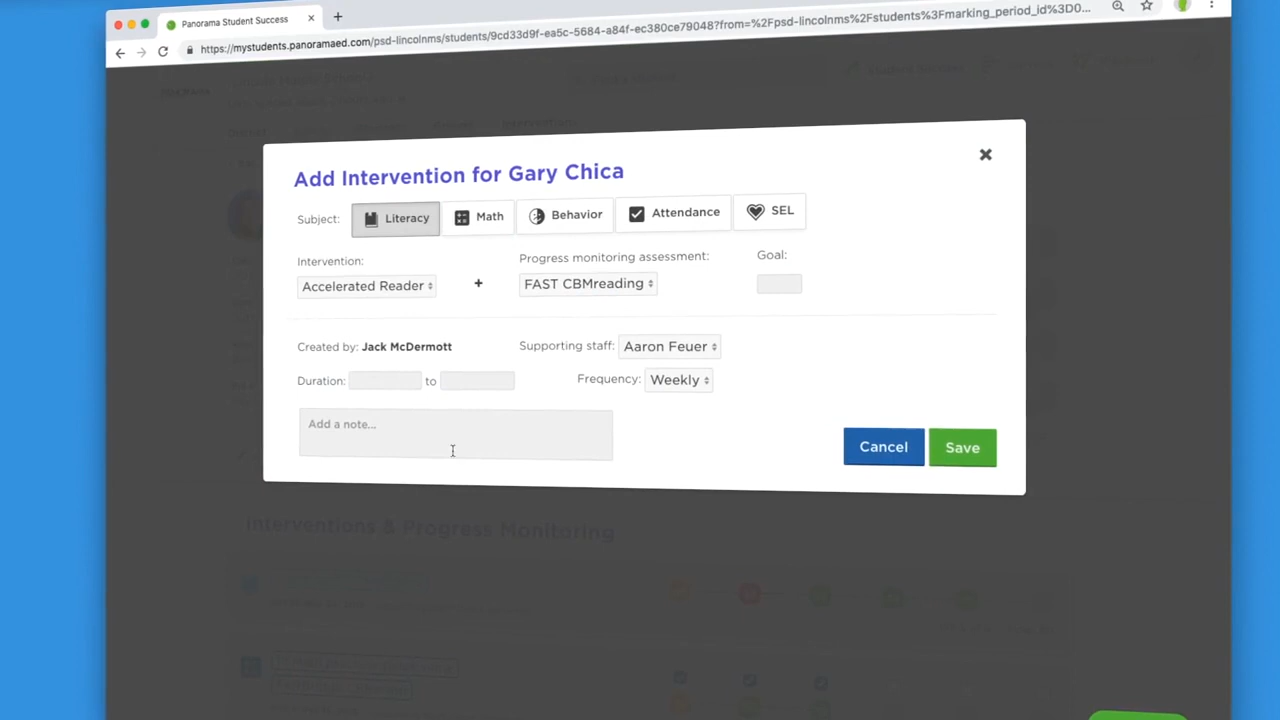 Panorama Student Success
https://mystudents.panoramaed.com/psd-lincolnms/students/9cd33d9f-ea5c-5684-a84f-ec380ce79048?from=%2Fpsd-lincolnms%2Fstudents%3Fmarking_period_id%3D0...
Add Intervention for Gary Chica
Subject: Literacy Math Behavior Attendance SEL
Intervention: Progress monitoring assessment: Goal:
Accelerated Reader + FAST CBMreading
Created by: Jack McDermott Supporting staff: Aaron Feuer
Duration: to Frequency: Weekly
Add a note...
Cancel Save
Interventions & Progress Monitoring